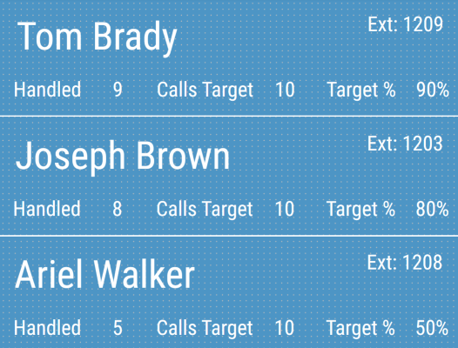 Tom Brady Ext: 1209
Handled 9 Calls Target 10 Target % 90%
Joseph Brown Ext: 1203
Handled 8 Calls Target 10 Target % 80%
Ariel Walker Ext: 1208
Handled 5 Calls Target 10 Target % 50%